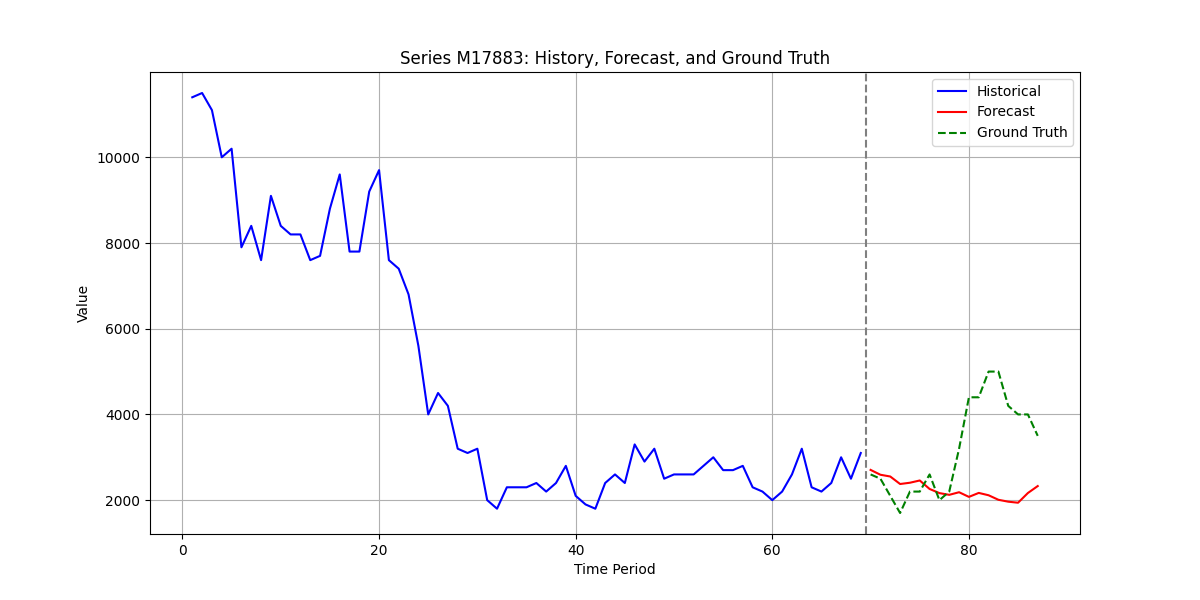 Series M17883: History, Forecast, and Ground Truth
Historical
Forecast
Ground Truth
10000
8000
6000
4000
2000
Value
0
20
40
60
80
Time Period